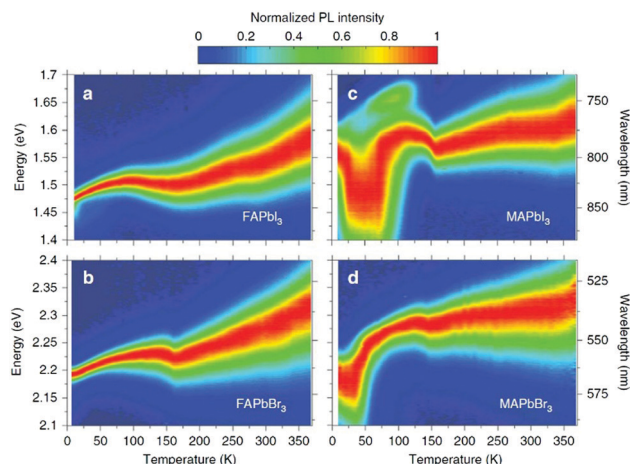 Normalized PL intensity
0 0.2 0.4 0.6 0.8 1
a
FAPbI3
Energy (eV)
1.7
1.65
1.6
1.55
1.5
1.45
1.4
c
MAPbI3
750
800
850
Wavelength (nm)
b
FAPbBr3
Energy (eV)
2.4
2.35
2.3
2.25
2.2
2.15
2.1
0 50 100 150 200 250 300 350
Temperature (K)
d
MAPbBr3
525
550
575
Wavelength (nm)
0 50 100 150 200 250 300 350
Temperature (K)